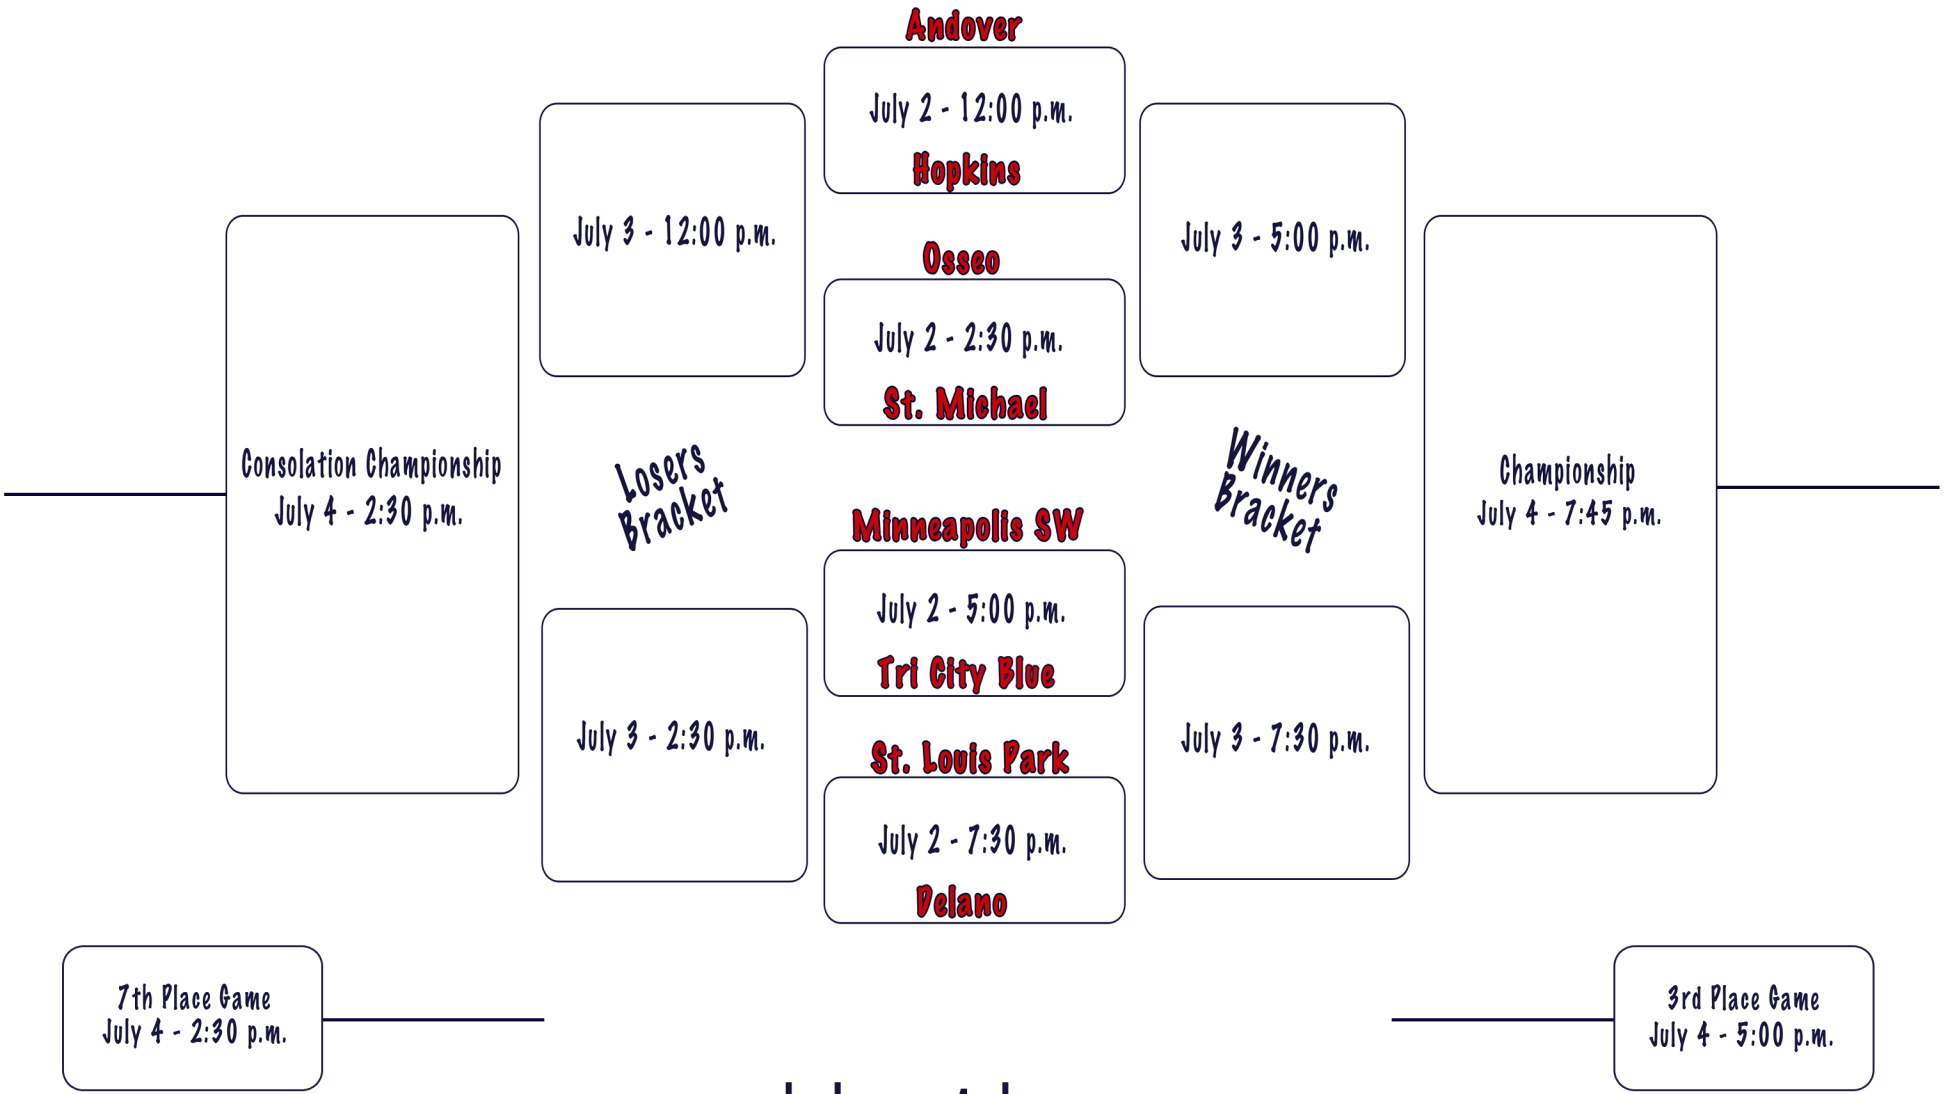 Andover
July 2 - 12:00 p.m.
Hopkins
July 3 - 12:00 p.m.
July 3 - 5:00 p.m.
Osseo
July 2 - 2:30 p.m.
St. Michael
Losers
Bracket
Winners
Bracket
Consolation Championship
July 4 - 2:30 p.m.
Championship
July 4 - 7:45 p.m.
Minneapolis SW
July 2 - 5:00 p.m.
Tri City Blue
July 3 - 2:30 p.m.
July 3 - 7:30 p.m.
St. Louis Park
July 2 - 7:30 p.m.
Delano
7th Place Game
July 4 - 2:30 p.m.
3rd Place Game
July 4 - 5:00 p.m.